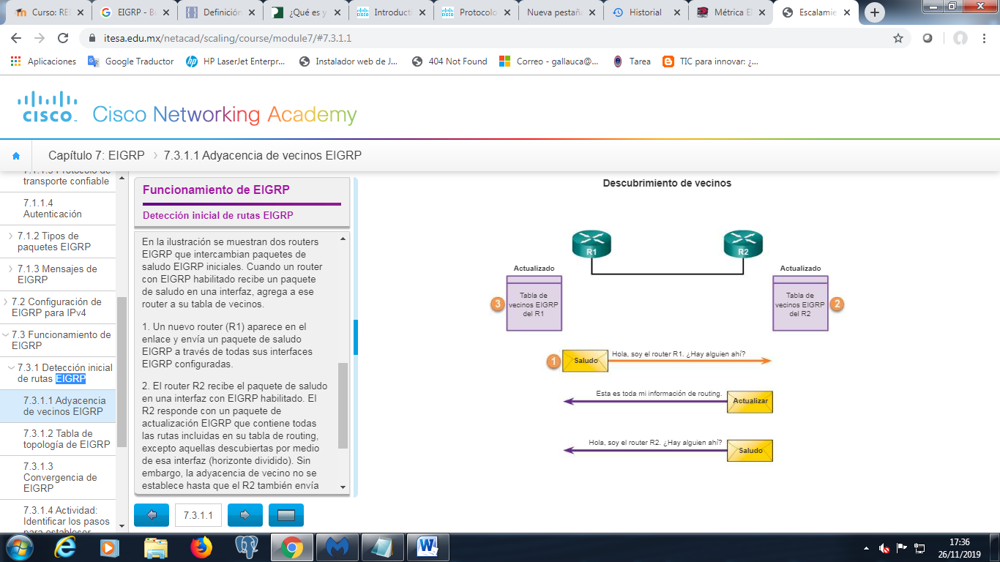 Curso: RE
EIGRP - B
Definición
¿Qué es y
Introducti
Protocolo
Nueva pestañ
Historial
Métrica E
Escalamie
itesa.edu.mx/netacad/scaling/course/module7/#7.3.1.1
Aplicaciones
Google Traductor
HP LaserJet Enterpr...
Instalador web de J...
404 Not Found
Correo - gallauca@...
Tarea
TIC para innovar: ¿...
CISCO.
Cisco Networking Academy
Capítulo 7: EIGRP
7.3.1.1 Adyacencia de vecinos EIGRP
7.1.1.3 Protocolo de
transporte confiable
7.1.1.4
Autenticación
7.1.2 Tipos de
paquetes EIGRP
7.1.3 Mensajes de
EIGRP
7.2 Configuración de
EIGRP para IPv4
7.3 Funcionamiento de
EIGRP
7.3.1 Detección inicial
de rutas EIGRP
7.3.1.1 Adyacencia
de vecinos EIGRP
7.3.1.2 Tabla de
topología de EIGRP
7.3.1.3
Convergencia de
EIGRP
7.3.1.4 Actividad:
Identificar los pasos
para establecer
Funcionamiento de EIGRP
Detección inicial de rutas EIGRP
En la ilustración se muestran dos routers
EIGRP que intercambian paquetes de
saludo EIGRP iniciales. Cuando un router
con EIGRP habilitado recibe un paquete
de saludo en una interfaz, agrega a ese
router a su tabla de vecinos.
1. Un nuevo router (R1) aparece en el
enlace y envía un paquete de saludo
EIGRP a través de todas sus interfaces
EIGRP configuradas.
2. El router R2 recibe el paquete de saludo
en una interfaz con EIGRP habilitado. El
R2 responde con un paquete de
actualización EIGRP que contiene todas
las rutas incluidas en su tabla de routing,
excepto aquellas descubiertas por medio
de esa interfaz (horizonte dividido). Sin
embargo, la adyacencia de vecino no se
establece hasta que el R2 también envía
7.3.1.1
Descubrimiento de vecinos
R1
R2
Actualizado
Actualizado
Tabla de
vecinos EIGRP
del R1
3
Tabla de
vecinos EIGRP
del R2
2
1
Saludo
Hola, soy el router R1. ¿Hay alguien ahí?
Esta es toda mi información de routing.
Actualizar
Hola, soy el router R2. ¿Hay alguien ahí?
Saludo
17:36
26/11/2019